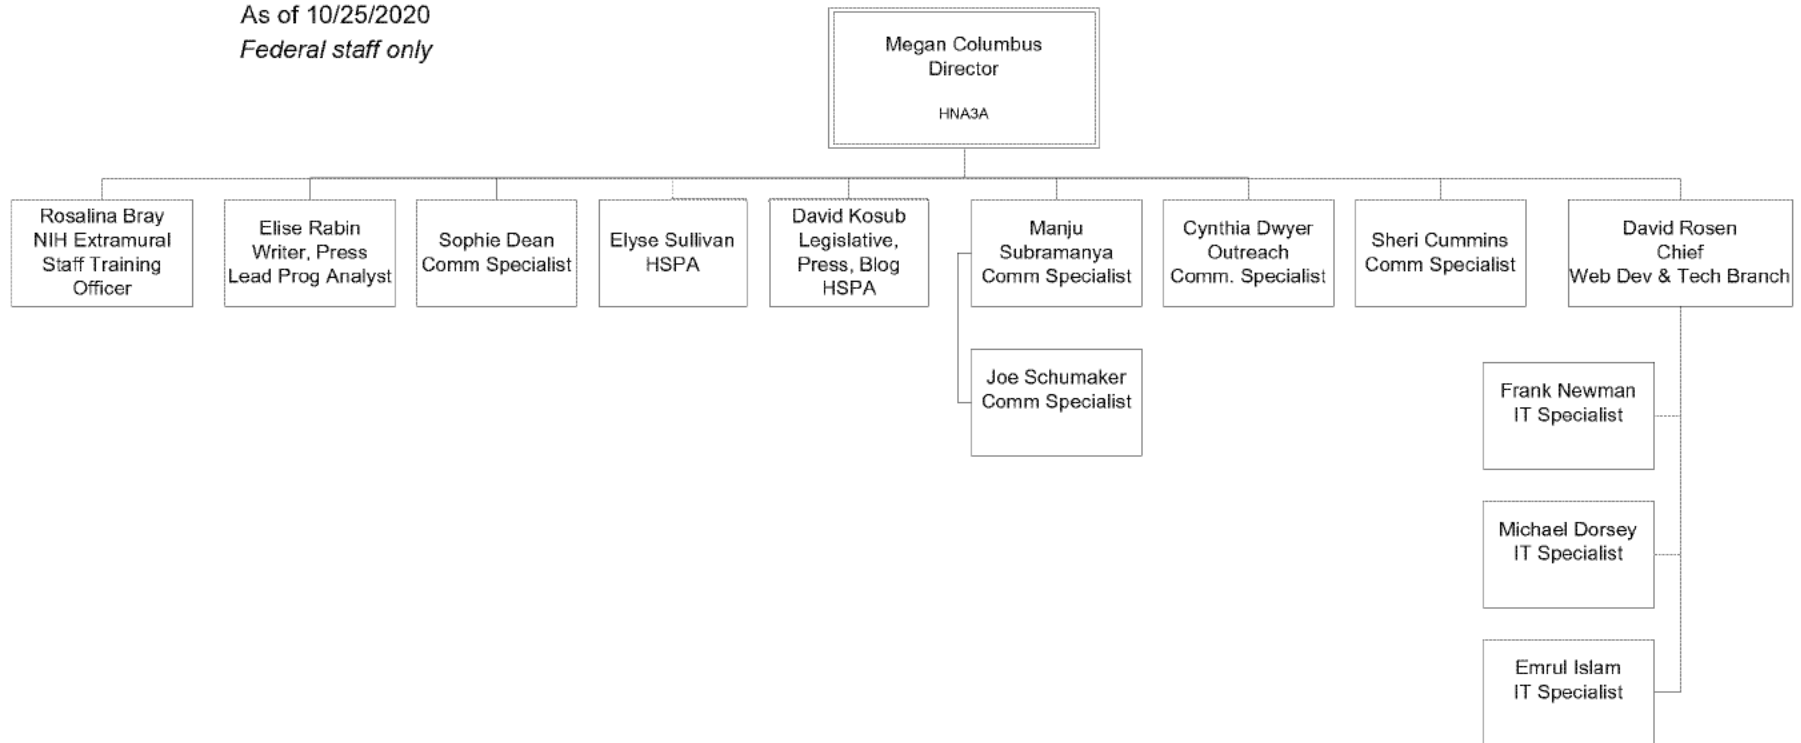 As of 10/25/2020
Federal staff only
Megan Columbus
Director
HNA3A
Rosalina Bray
NIH Extramural
Staff Training
Officer
Elise Rabin
Writer, Press
Lead Prog Analyst
Sophie Dean
Comm Specialist
Elyse Sullivan
HSPA
David Kosub
Legislative,
Press, Blog
HSPA
Manju
Subramanya
Comm Specialist
Cynthia Dwyer
Outreach
Comm. Specialist
Sheri Cummins
Comm Specialist
David Rosen
Chief
Web Dev & Tech Branch
Joe Schumaker
Comm Specialist
Frank Newman
IT Specialist
Michael Dorsey
IT Specialist
Emrul Islam
IT Specialist